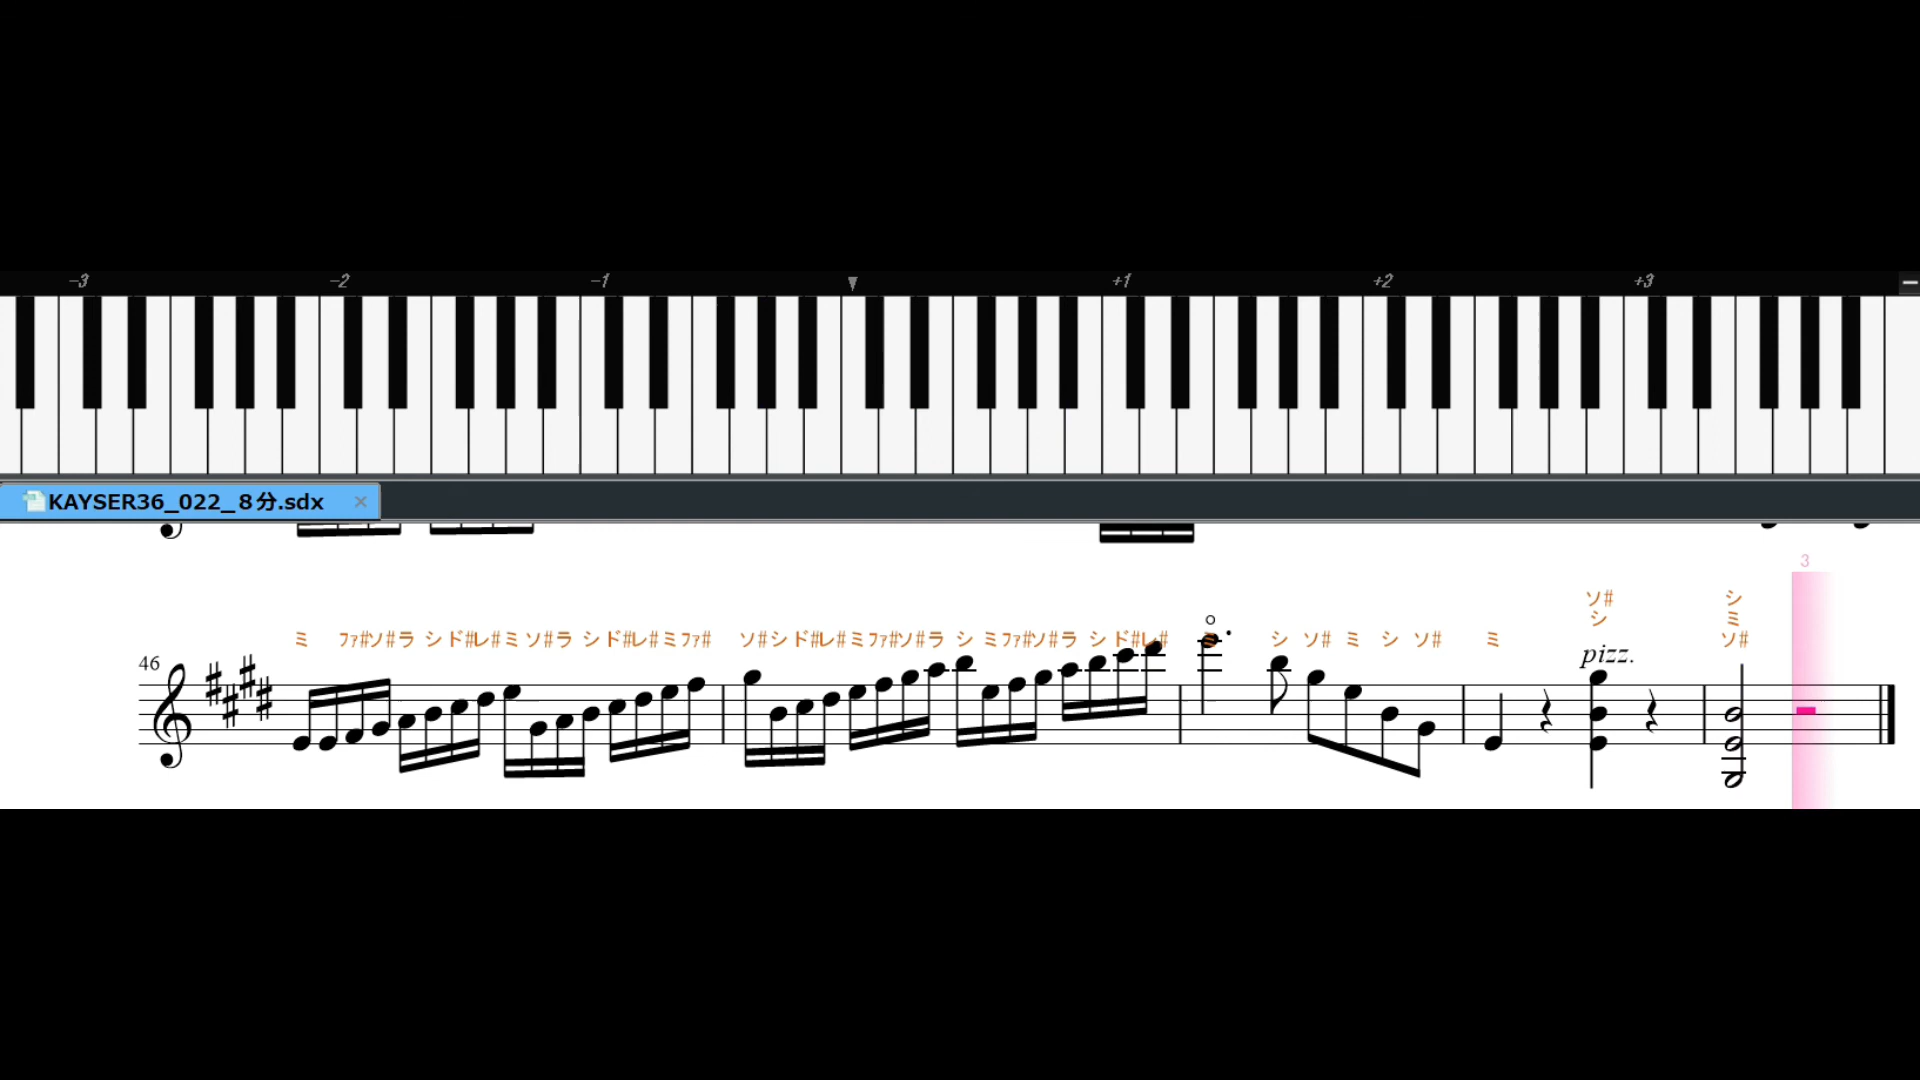 −3 −2 −1 ▼ +1 +2 +3
KAYSER36_022_８分.sdx ×
3
ソ# シ
シ ミ
ミ ﾌｧ# ソ# ラ シ ド# レ# ミ ソ# ラ シ ド# レ# ミ ﾌｧ# ソ# シ ド# レ# ミ ﾌｧ# ソ# ラ シ ミ ﾌｧ# ソ# ラ シ ド# レ# ミ シ ソ# ミ シ ソ# ミ ソ#
pizz.
46